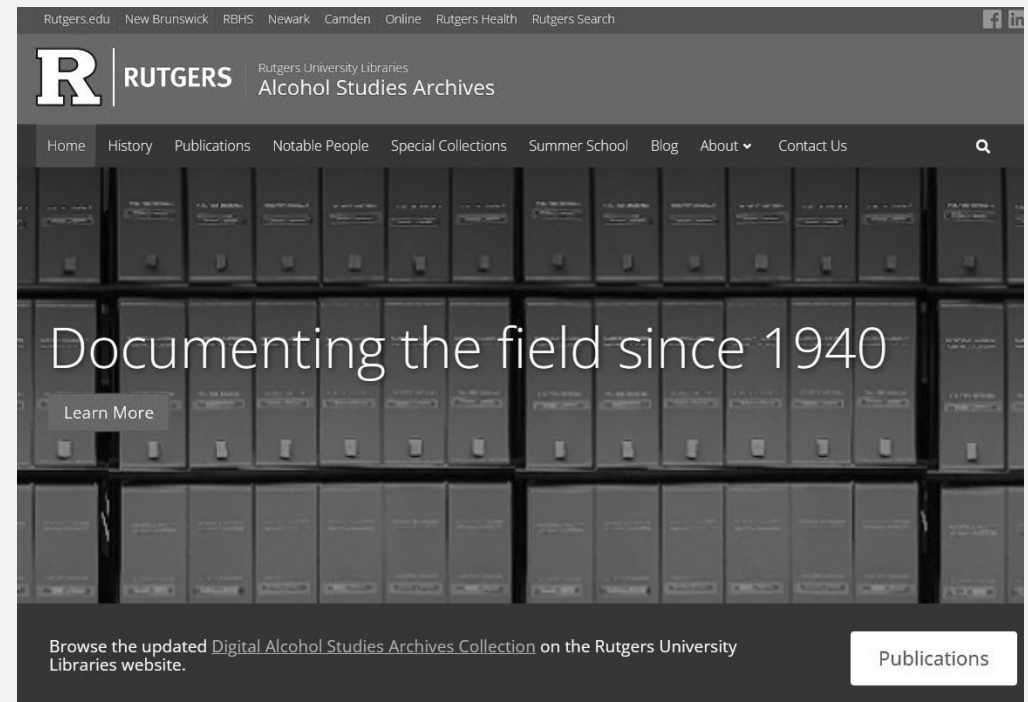 Rutgers.edu New Brunswick RBHS Newark Camden Online Rutgers Health Rutgers Search
R RUTGERS
Rutgers University Libraries
Alcohol Studies Archives
Home History Publications Notable People Special Collections Summer School Blog About Contact Us
Documenting the field since 1940
Learn More
Browse the updated Digital Alcohol Studies Archives Collection on the Rutgers University
Libraries website.
Publications